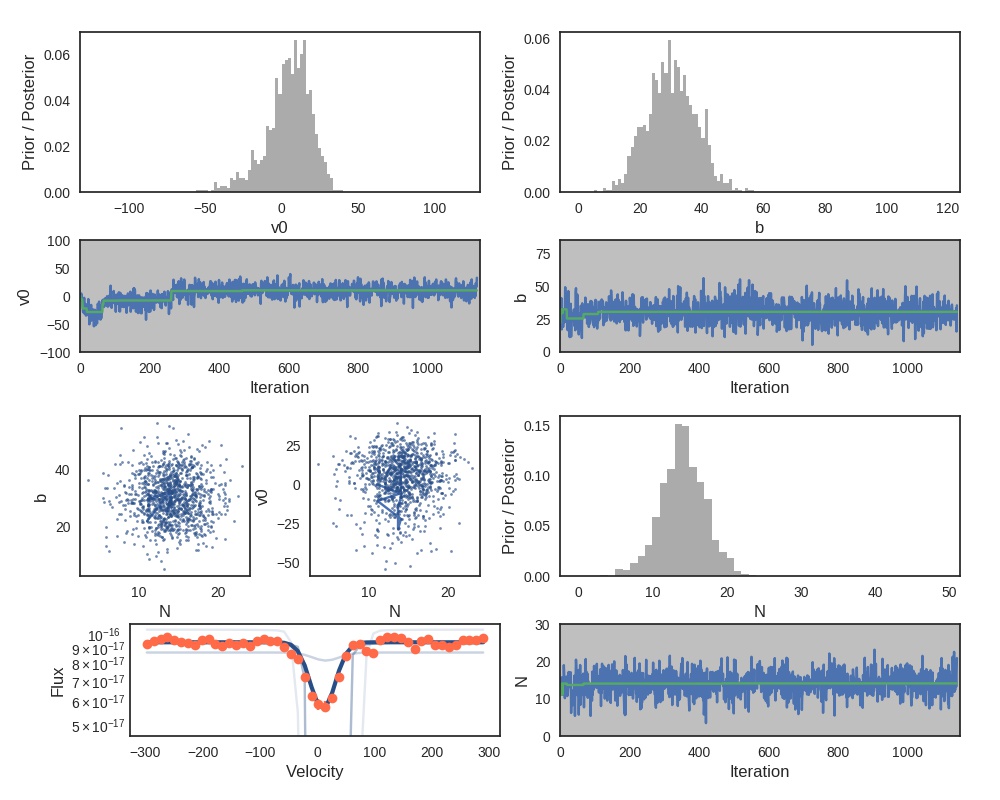 0.06
0.04
0.02
0.00
Prior / Posterior
−100 −50 0 50 100
v0
0.06
0.04
0.02
0.00
Prior / Posterior
0 20 40 60 80 100 120
b
100
50
0
−50
−100
v0
0 200 400 600 800 1000
Iteration
75
50
25
0
b
0 200 400 600 800 1000
Iteration
40
20
b
10 20
N
25
0
−25
−50
v0
10 20
N
0.15
0.10
0.05
0.00
Prior / Posterior
0 10 20 30 40 50
N
10^−16
9 × 10^−17
8 × 10^−17
7 × 10^−17
6 × 10^−17
5 × 10^−17
Flux
−300 −200 −100 0 100 200 300
Velocity
30
20
10
0
N
0 200 400 600 800 1000
Iteration